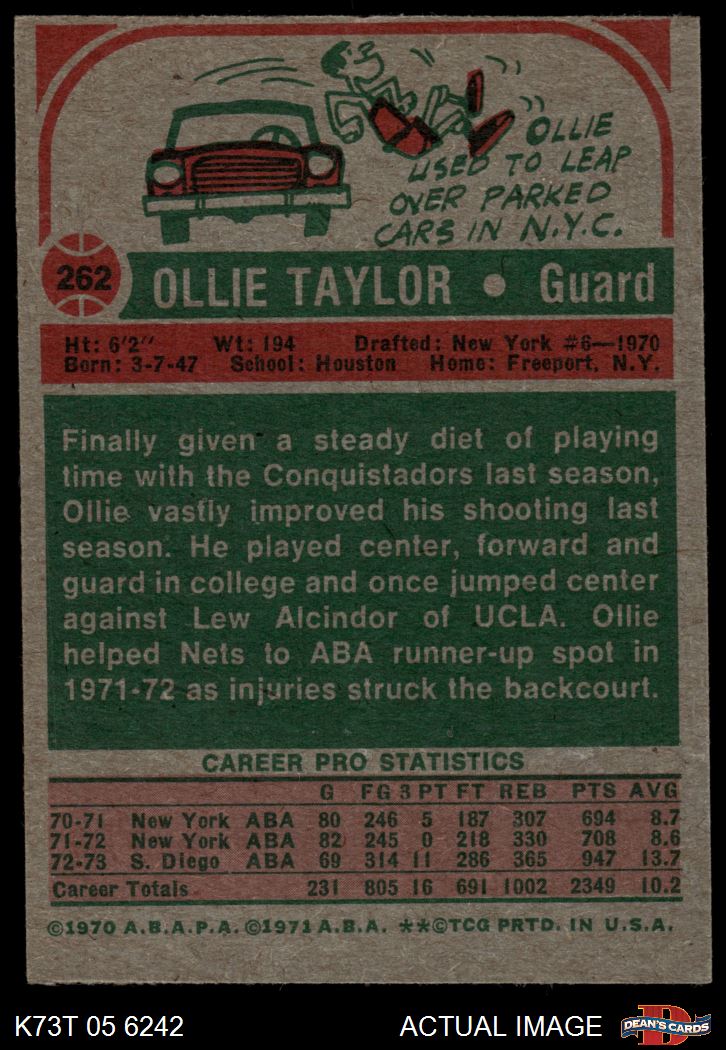 OLLIE
USED TO LEAP
OVER PARKED
CARS IN N.Y.C.
262
OLLIE TAYLOR • Guard
Ht: 6'2" Wt: 194 Drafted: New York #6—1970
Born: 3-7-47 School: Houston Home: Freeport, N.Y.
Finally given a steady diet of playing
time with the Conquistadors last season,
Ollie vastly improved his shooting last
season. He played center, forward and
guard in college and once jumped center
against Lew Alcindor of UCLA. Ollie
helped Nets to ABA runner-up spot in
1971-72 as injuries struck the backcourt.
CAREER PRO STATISTICS
G FG 3 PT FT REB PTS AVG
70-71 New York ABA 80 246 5 187 307 694 8.7
71-72 New York ABA 82 245 0 218 330 708 8.6
72-73 S. Diego ABA 69 314 11 286 365 947 13.7
Career Totals 231 805 16 691 1002 2349 10.2
©1970 A.B.A.P.A. ©1971 A.B.A. **©TCG PRTD. IN U.S.A.
K73T 05 6242 ACTUAL IMAGE
D
DEAN'S CARDS